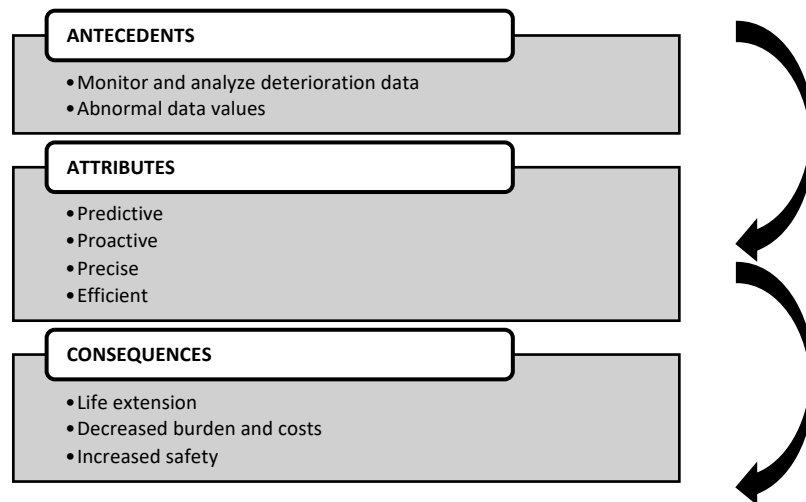 ANTECEDENTS
•Monitor and analyze deterioration data
•Abnormal data values
ATTRIBUTES
•Predictive
•Proactive
•Precise
•Efficient
CONSEQUENCES
•Life extension
•Decreased burden and costs
•Increased safety